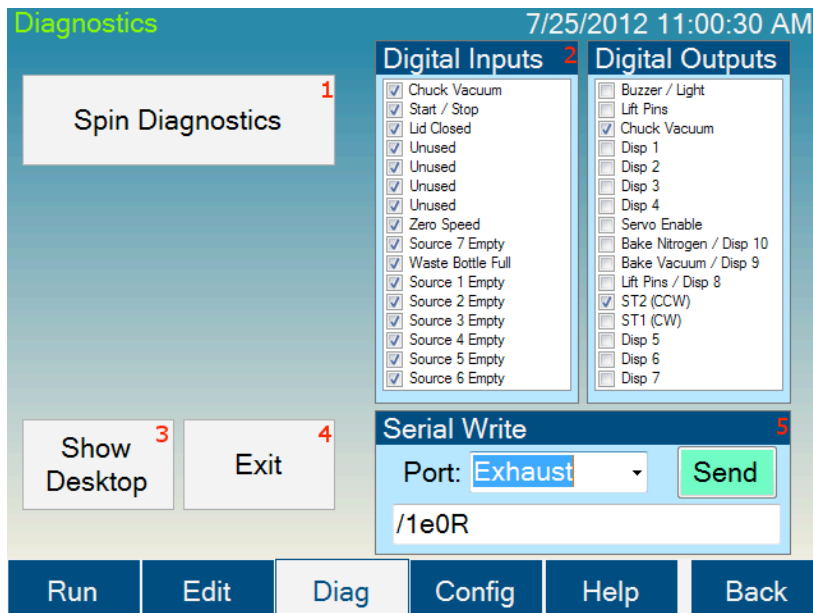 Diagnostics 7/25/2012 11:00:30 AM
Spin Diagnostics 1
Digital Inputs 2
Chuck Vacuum
Start / Stop
Lid Closed
Unused
Unused
Unused
Unused
Zero Speed
Source 7 Empty
Waste Bottle Full
Source 1 Empty
Source 2 Empty
Source 3 Empty
Source 4 Empty
Source 5 Empty
Source 6 Empty
Digital Outputs
Buzzer / Light
Lift Pins
Chuck Vacuum
Disp 1
Disp 2
Disp 3
Disp 4
Servo Enable
Bake Nitrogen / Disp 10
Bake Vacuum / Disp 9
Lift Pins / Disp 8
ST2 (CCW)
ST1 (CW)
Disp 5
Disp 6
Disp 7
Show 3
Desktop
Exit 4
Serial Write 5
Port: Exhaust Send
/1e0R
Run Edit Diag Config Help Back